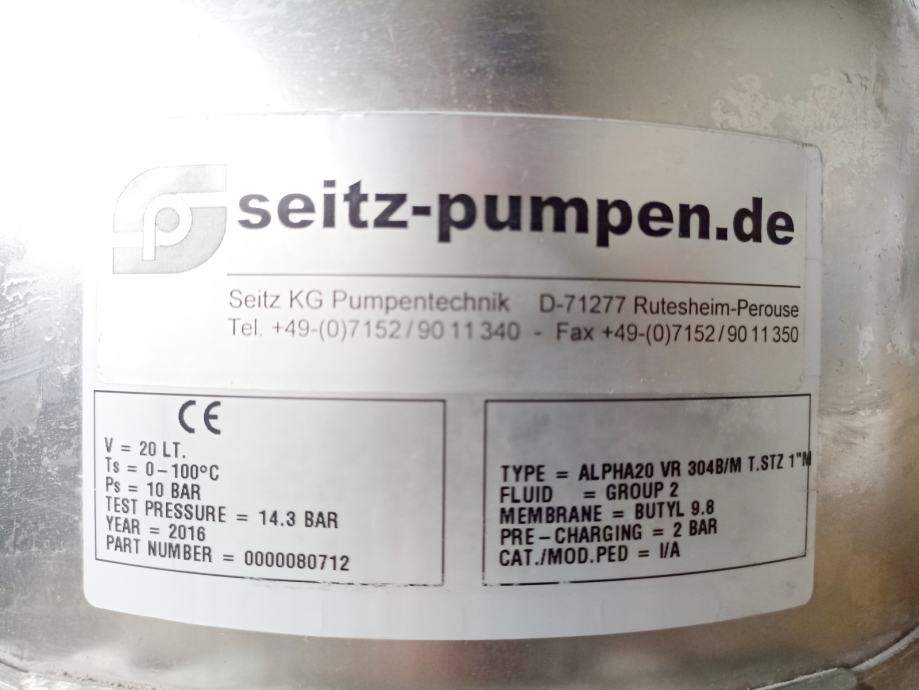 seitz-pumpen.de
Seitz KG Pumpentechnik D-71277 Rutesheim-Perouse
Tel. +49-(0)7152/90 11 340 - Fax +49-(0)7152/90 11 350
CE
V = 20 LT.
Ts = 0-100°C
Ps = 10 BAR
TEST PRESSURE = 14.3 BAR
YEAR = 2016
PART NUMBER = 0000080712
TYPE = ALPHA20 VR 304B/M T.STZ 1"M
FLUID = GROUP 2
MEMBRANE = BUTYL 9.8
PRE-CHARGING = 2 BAR
CAT./MOD.PED = I/A